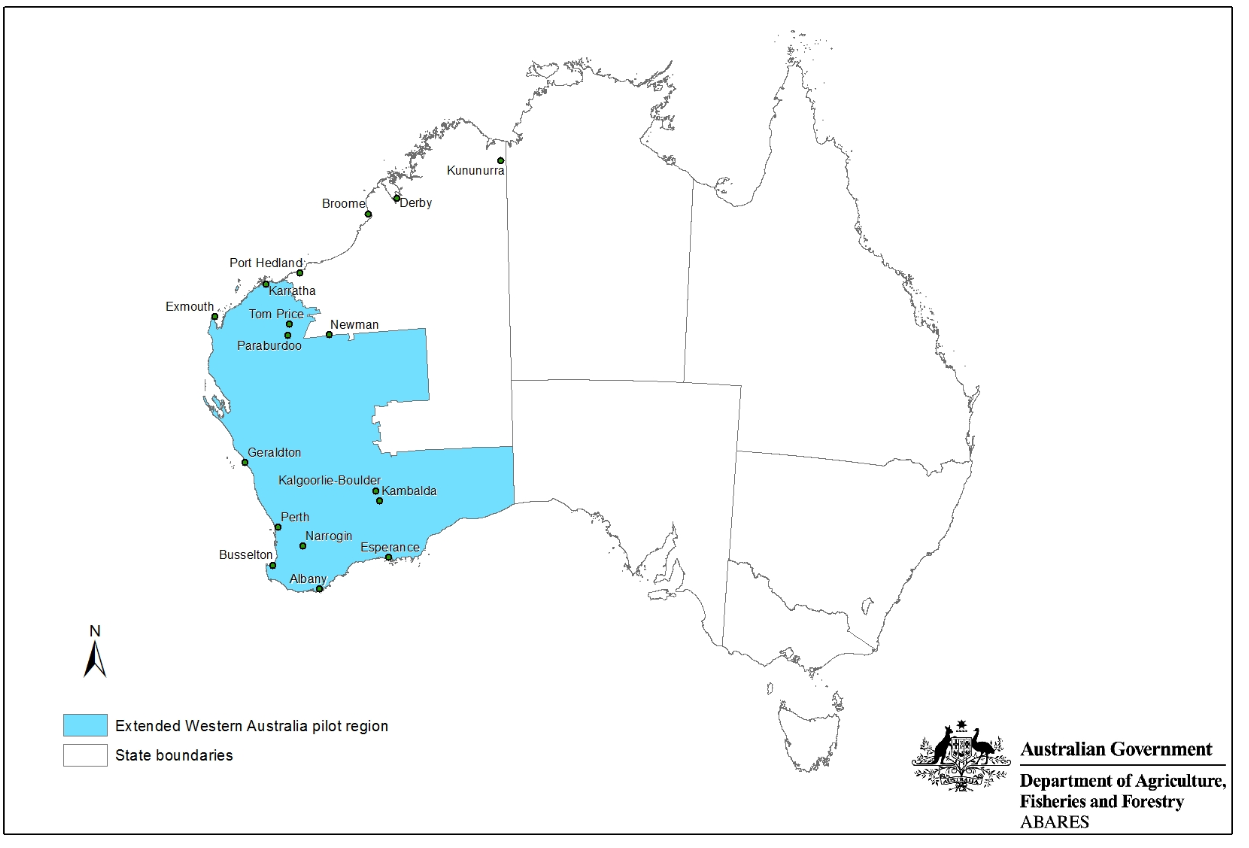 Kununurra
Broome
Derby
Port Hedland
Karratha
Exmouth
Tom Price
Newman
Paraburdoo
Geraldton
Kalgoorlie-Boulder
Kambalda
Perth
Narrogin
Busselton
Esperance
Albany
N
Extended Western Australia pilot region
State boundaries
Australian Government
Department of Agriculture,
Fisheries and Forestry
ABARES